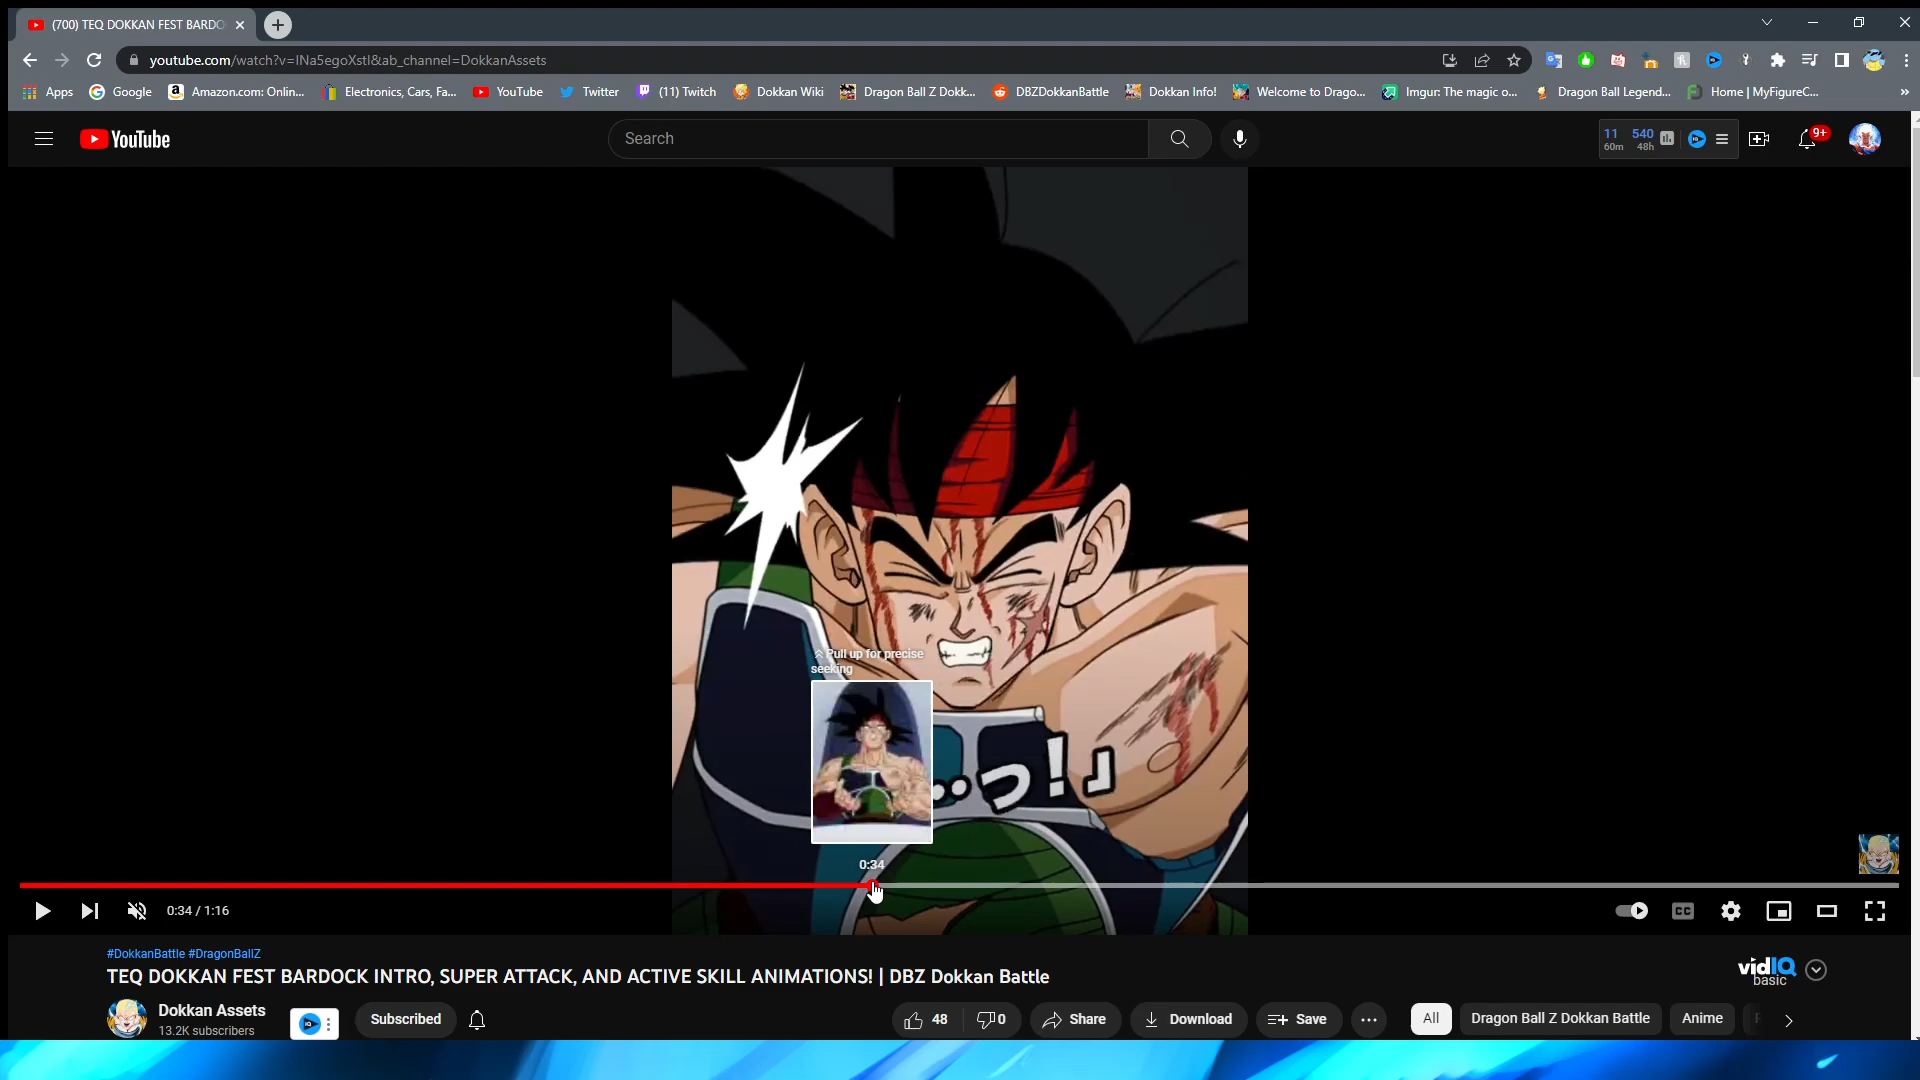 (700) TEQ DOKKAN FEST BARDO
youtube.com/watch?v=INa5egoXstI&ab_channel=DokkanAssets
Apps Google Amazon.com: Onlin... Electronics, Cars, Fa... YouTube Twitter (11) Twitch Dokkan Wiki Dragon Ball Z Dokk... DBZDokkanBattle Dokkan Info! Welcome to Drago... Imgur: The magic o... Dragon Ball Legend... Home | MyFigureC... »
YouTube
Search
11 540
60m 48h
9+
Pull up for precise
seeking
…っ!」
0:34
0:34 / 1:16
CC
#DokkanBattle #DragonBallZ
TEQ DOKKAN FEST BARDOCK INTRO, SUPER ATTACK, AND ACTIVE SKILL ANIMATIONS! | DBZ Dokkan Battle
vidIQ
basic
Dokkan Assets
13.2K subscribers
Subscribed
48 0 Share Download Save ...
All Dragon Ball Z Dokkan Battle Anime